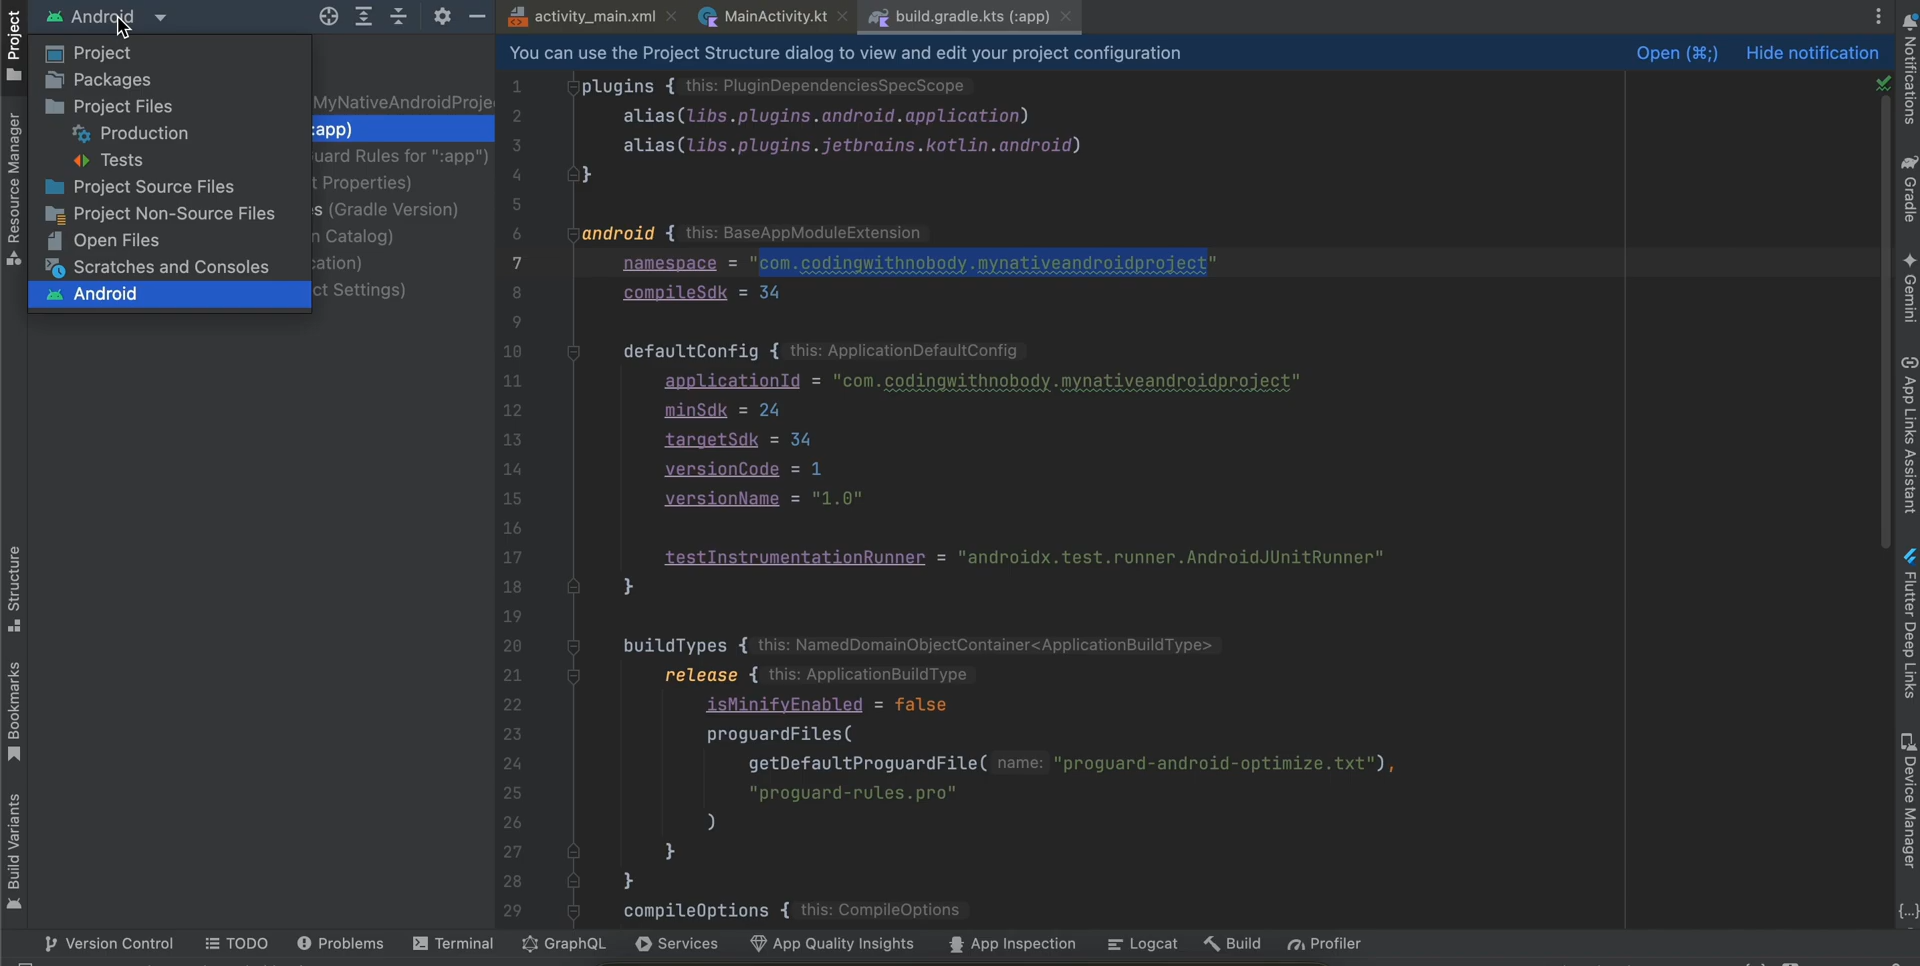 Project
Android
activity_main.xml
MainActivity.kt
build.gradle.kts (:app)
You can use the Project Structure dialog to view and edit your project configuration
Open (⌘;)
Hide notification
Project
Packages
Project Files
Production
Tests
Project Source Files
Project Non-Source Files
Open Files
Scratches and Consoles
Android
MyNativeAndroidProje
:app)
uard Rules for ":app")
t Properties)
s (Gradle Version)
n Catalog)
cation)
ct Settings)
1 plugins { this: PluginDependenciesSpecScope
2 alias(libs.plugins.android.application)
3 alias(libs.plugins.jetbrains.kotlin.android)
4 }
5
6 android { this: BaseAppModuleExtension
7 namespace = "com.codingwithnobody.mynativeandroidproject"
8 compileSdk = 34
9
10 defaultConfig { this: ApplicationDefaultConfig
11 applicationId = "com.codingwithnobody.mynativeandroidproject"
12 minSdk = 24
13 targetSdk = 34
14 versionCode = 1
15 versionName = "1.0"
16
17 testInstrumentationRunner = "androidx.test.runner.AndroidJUnitRunner"
18 }
19
20 buildTypes { this: NamedDomainObjectContainer<ApplicationBuildType>
21 release { this: ApplicationBuildType
22 isMinifyEnabled = false
23 proguardFiles(
24 getDefaultProguardFile( name: "proguard-android-optimize.txt"),
25 "proguard-rules.pro"
26 )
27 }
28 }
29 compileOptions { this: CompileOptions
Resource Manager
Structure
Bookmarks
Build Variants
Notifications
Gradle
Gemini
App Links Assistant
Flutter Deep Links
Device Manager
{...}
Version Control
TODO
Problems
Terminal
GraphQL
Services
App Quality Insights
App Inspection
Logcat
Build
Profiler